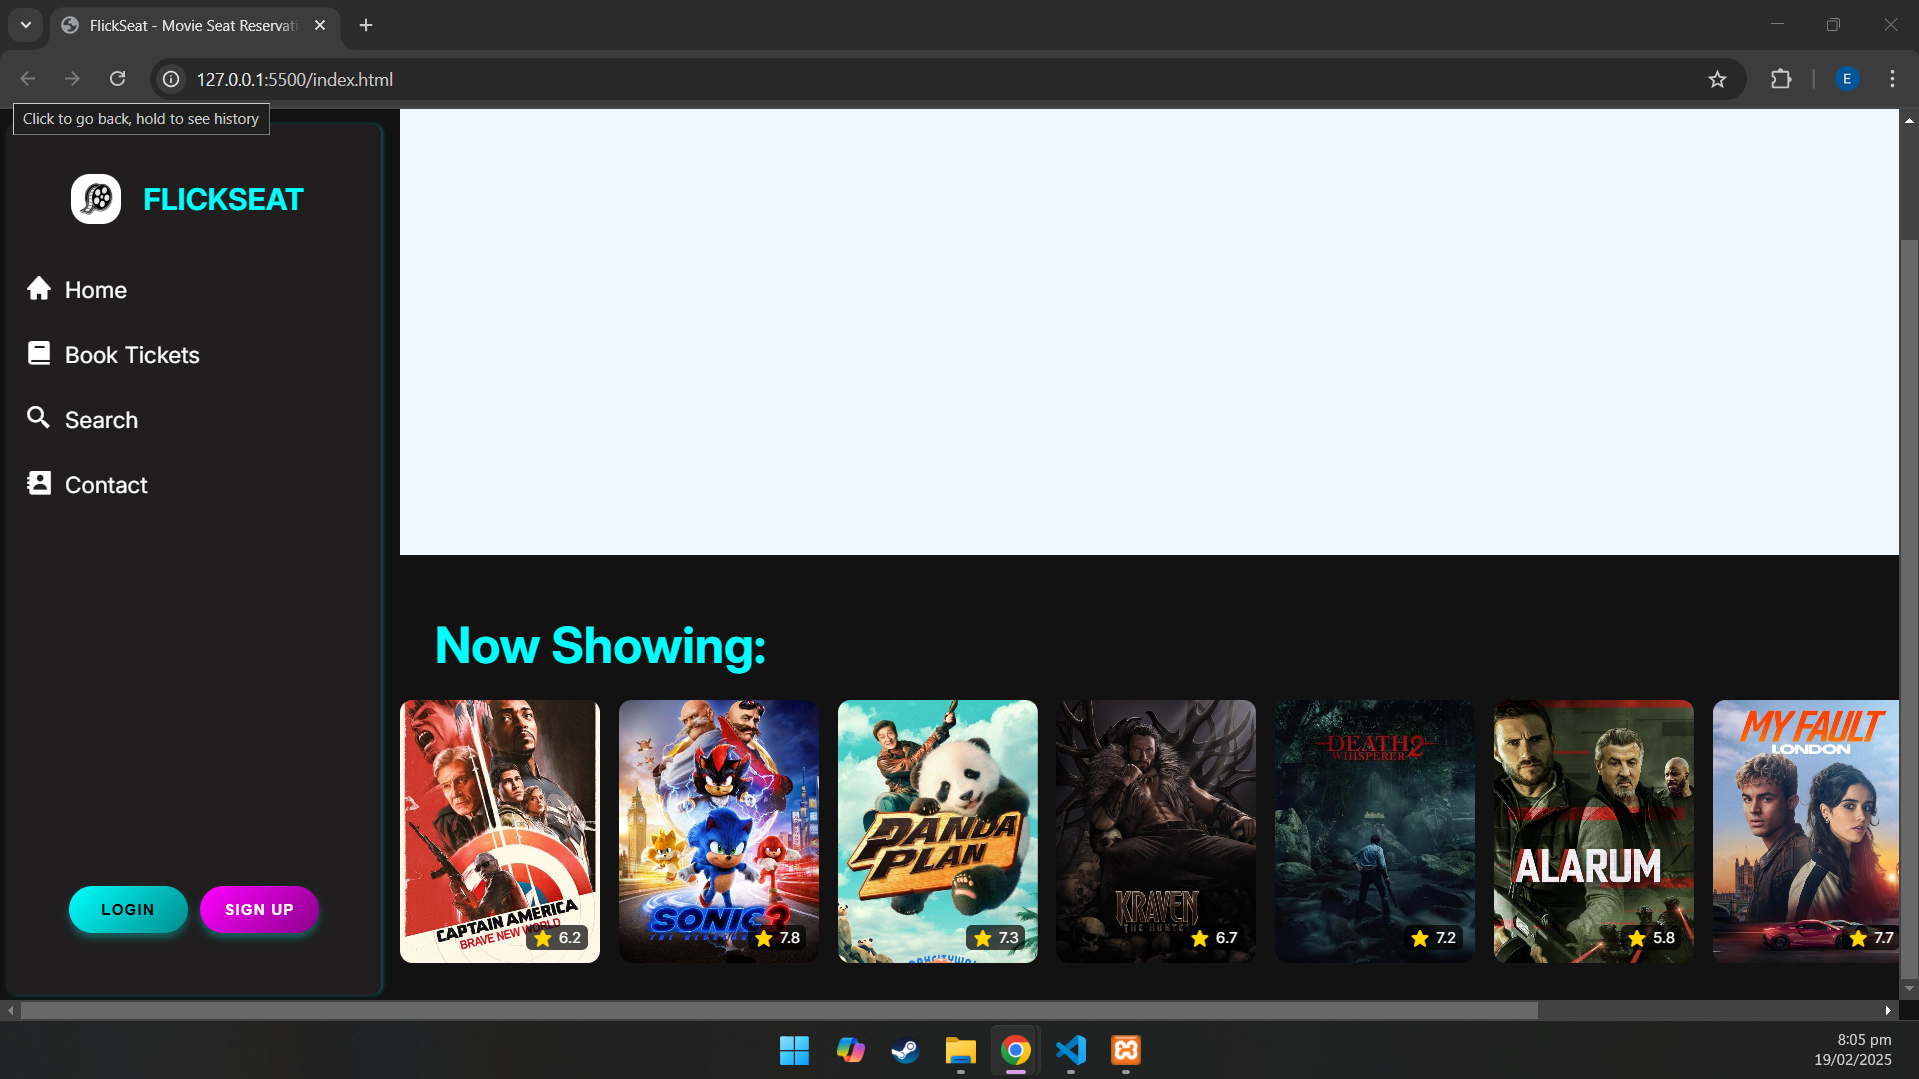 FlickSeat - Movie Seat Reservati
127.0.0.1:5500/index.html
E
Click to go back, hold to see history
FLICKSEAT
Home
Book Tickets
Search
Contact
LOGIN
SIGN UP
Now Showing:
CAPTAIN AMERICA
BRAVE NEW WORLD
6.2
SONIC 3
7.8
PANDA
PLAN
7.3
KRAVEN
THE HUNTER
6.7
DEATH
WHISPERER 2
7.2
ALARUM
5.8
MY FAULT
LONDON
7.7
8:05 pm
19/02/2025